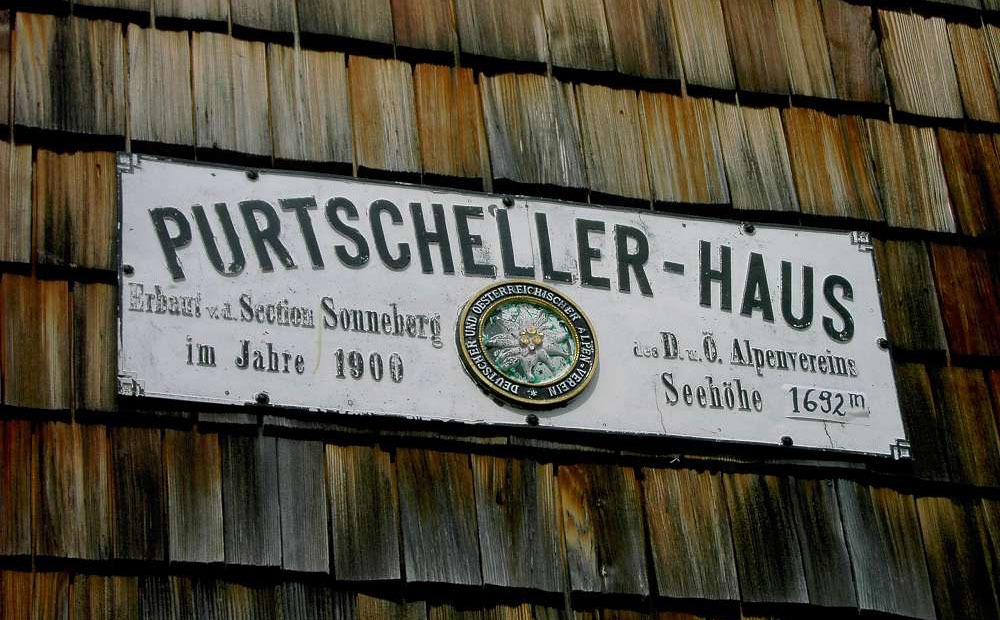 PURTSCHELLER-HAUS
Erbaut v. d. Section Sonneberg
im Jahre 1900
DEUTSCHER UND OESTERREICHISCHER ALPEN-VEREIN
des D. u. Ö. Alpenvereins
Seehöhe 1692 m